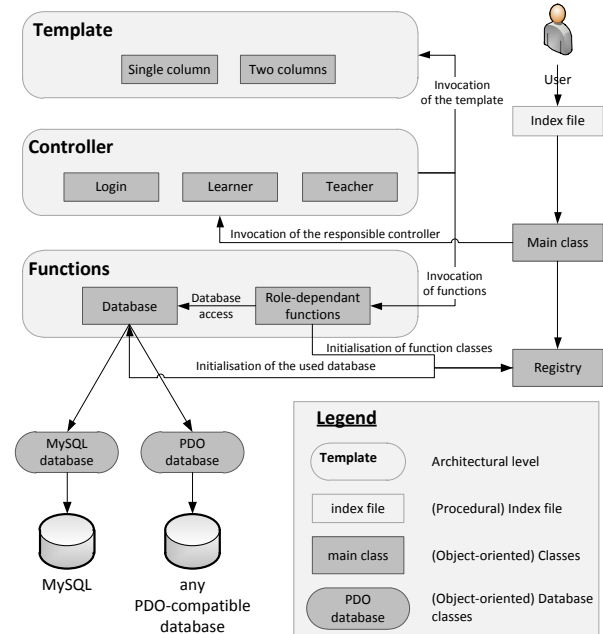 Template
Single column
Two columns
User
Invocation
of the template
Index file
Controller
Login
Learner
Teacher
Invocation of the responsible controller
Main class
Functions
Invocation
of functions
Database
Database
access
Role-dependant
functions
Initialisation of function classes
Initialisation of the used database
Registry
MySQL
database
PDO
database
MySQL
any
PDO-compatible
database
Legend
Template
Architectural level
index file
(Procedural) Index file
main class
(Object-oriented) Classes
PDO
database
(Object-oriented) Database
classes